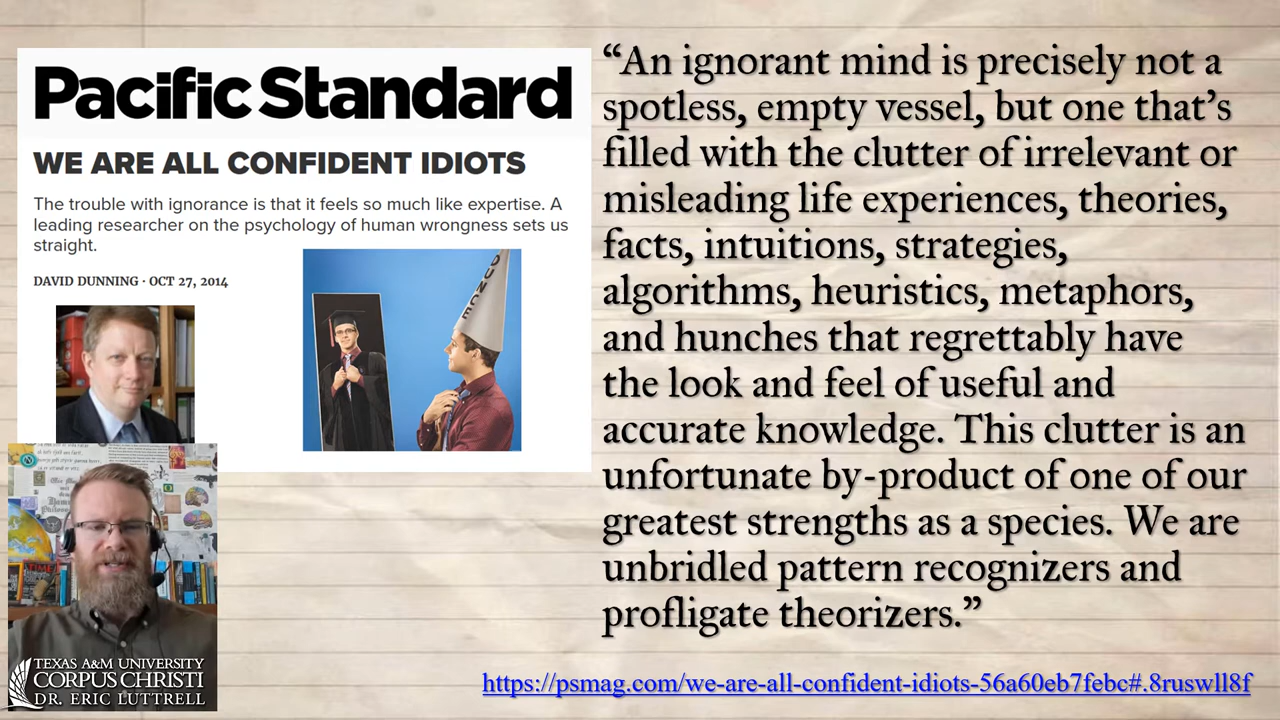 Pacific Standard
WE ARE ALL CONFIDENT IDIOTS
The trouble with ignorance is that it feels so much like expertise. A
leading researcher on the psychology of human wrongness sets us
straight.
DAVID DUNNING · OCT 27, 2014
DUNCE
TIME
TEXAS A&M UNIVERSITY
CORPUS CHRISTI
DR. ERIC LUTTRELL
“An ignorant mind is precisely not a
spotless, empty vessel, but one that’s
filled with the clutter of irrelevant or
misleading life experiences, theories,
facts, intuitions, strategies,
algorithms, heuristics, metaphors,
and hunches that regrettably have
the look and feel of useful and
accurate knowledge. This clutter is an
unfortunate by-product of one of our
greatest strengths as a species. We are
unbridled pattern recognizers and
profligate theorizers.”
https://psmag.com/we-are-all-confident-idiots-56a60eb7febc#.8ruswll8f